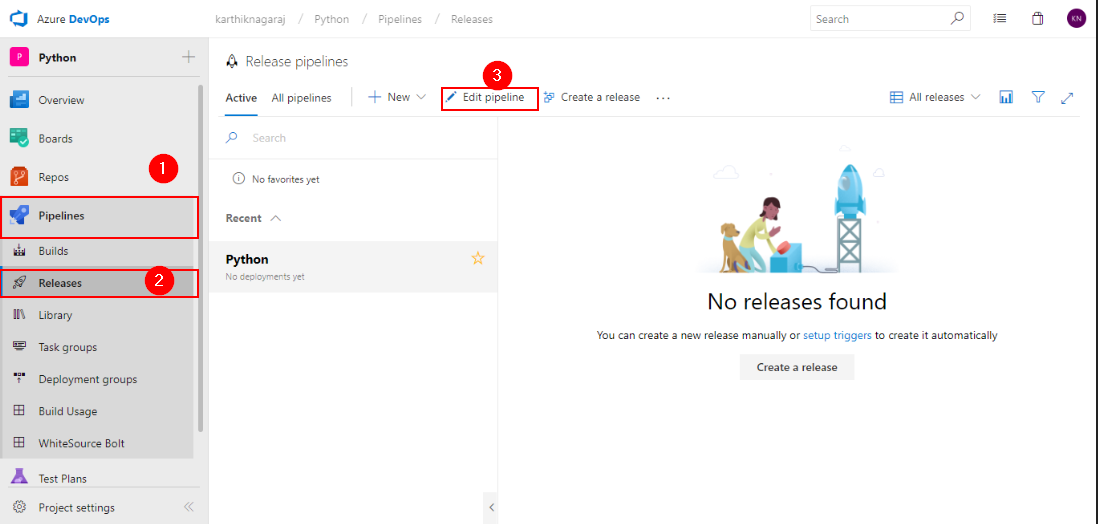 Azure DevOps
karthiknagaraj / Python / Pipelines / Releases
Search
KN
P Python
Overview
Boards
1
Repos
Pipelines
Builds
2
Releases
Library
Task groups
Deployment groups
Build Usage
WhiteSource Bolt
Test Plans
Project settings
Release pipelines
3
Active All pipelines New Edit pipeline Create a release ... All releases
Search
No favorites yet
Recent
Python
No deployments yet
No releases found
You can create a new release manually or setup triggers to create it automatically
Create a release